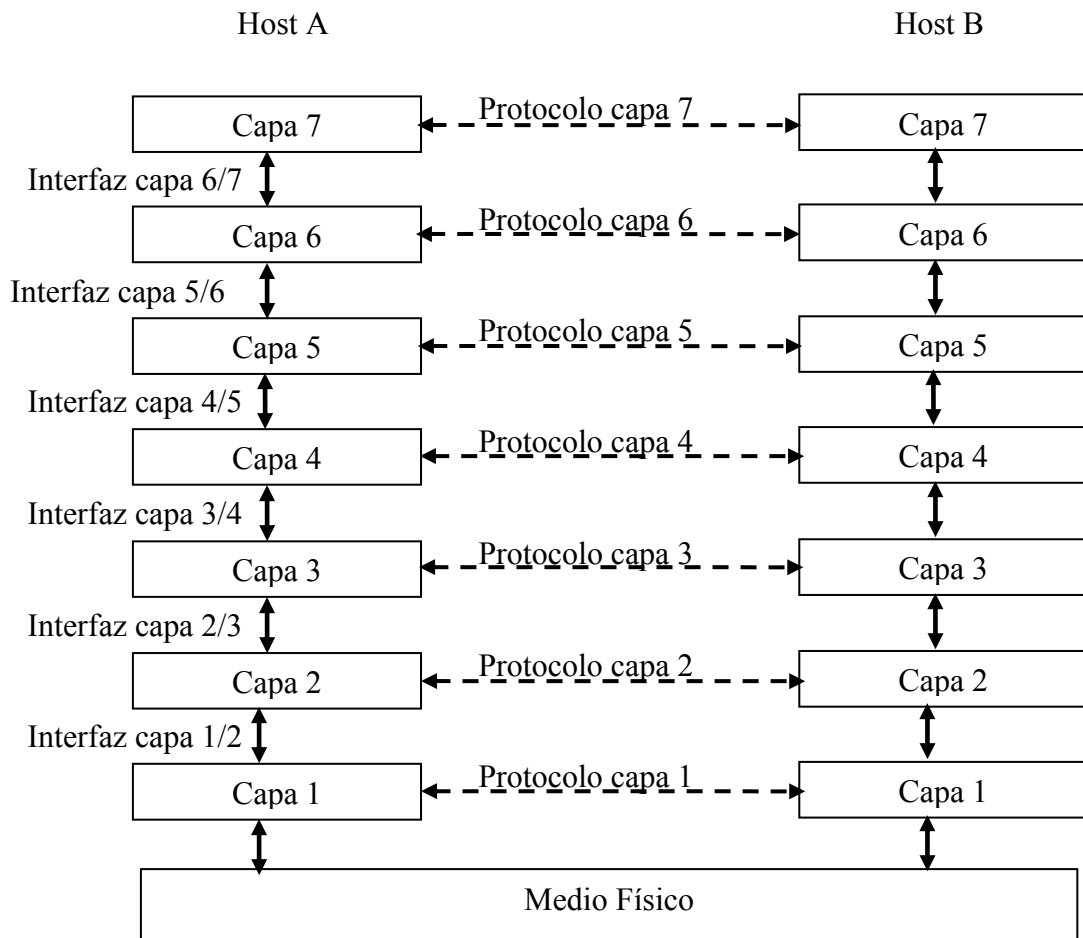 Host A
Host B
Capa 7
Protocolo capa 7
Capa 7
Interfaz capa 6/7
Capa 6
Protocolo capa 6
Capa 6
Interfaz capa 5/6
Capa 5
Protocolo capa 5
Capa 5
Interfaz capa 4/5
Capa 4
Protocolo capa 4
Capa 4
Interfaz capa 3/4
Capa 3
Protocolo capa 3
Capa 3
Interfaz capa 2/3
Capa 2
Protocolo capa 2
Capa 2
Interfaz capa 1/2
Capa 1
Protocolo capa 1
Capa 1
Medio Físico